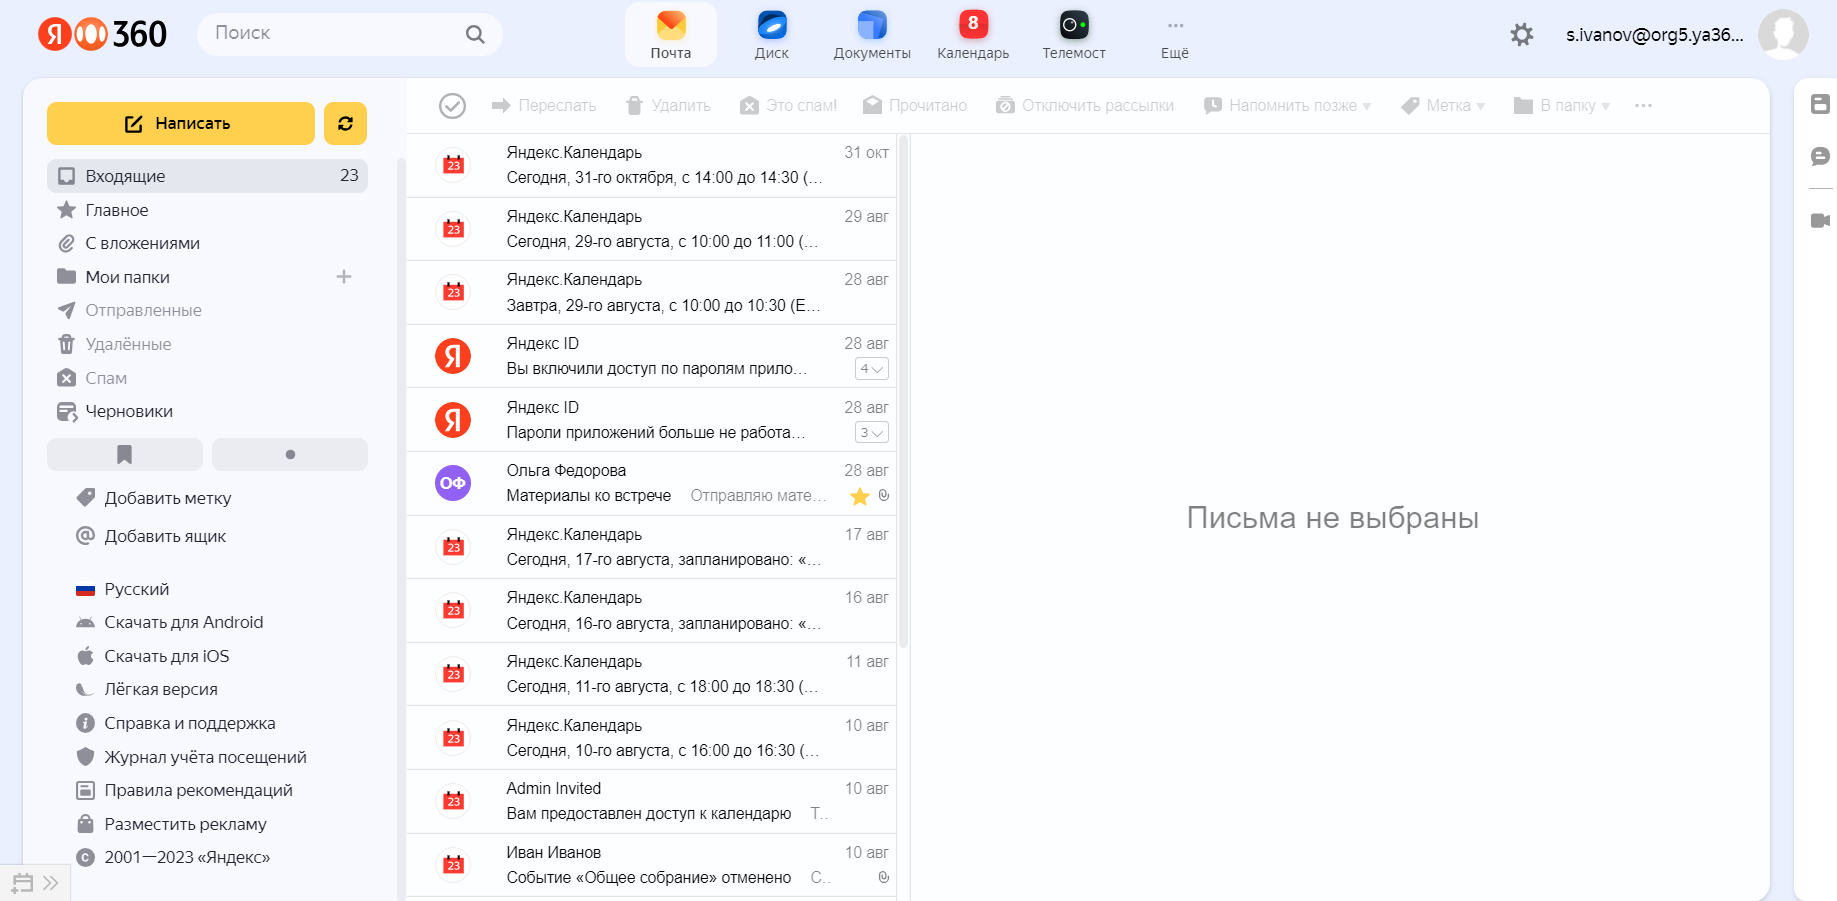 Я 360
Поиск
Почта
Диск
Документы
8
Календарь
Телемост
Ещё
s.ivanov@org5.ya36...
Написать
Входящие 23
Главное
С вложениями
Мои папки
Отправленные
Удалённые
Спам
Черновики
Добавить метку
Добавить ящик
Русский
Скачать для Android
Скачать для iOS
Лёгкая версия
Справка и поддержка
Журнал учёта посещений
Правила рекомендаций
Разместить рекламу
2001—2023 «Яндекс»
Переслать Удалить Это спам! Прочитано Отключить рассылки Напомнить позже Метка В папку
23 Яндекс.Календарь 31 окт
Сегодня, 31-го октября, с 14:00 до 14:30 (...
23 Яндекс.Календарь 29 авг
Сегодня, 29-го августа, с 10:00 до 11:00 (...
23 Яндекс.Календарь 28 авг
Завтра, 29-го августа, с 10:00 до 10:30 (Е...
Я Яндекс ID 28 авг
Вы включили доступ по паролям прило... 4
Я Яндекс ID 28 авг
Пароли приложений больше не работа... 3
ОФ Ольга Федорова 28 авг
Материалы ко встрече Отправляю мате...
23 Яндекс.Календарь 17 авг
Сегодня, 17-го августа, запланировано: «...
23 Яндекс.Календарь 16 авг
Сегодня, 16-го августа, запланировано: «...
23 Яндекс.Календарь 11 авг
Сегодня, 11-го августа, с 18:00 до 18:30 (...
23 Яндекс.Календарь 10 авг
Сегодня, 10-го августа, с 16:00 до 16:30 (...
23 Admin Invited 10 авг
Вам предоставлен доступ к календарю Т..
23 Иван Иванов 10 авг
Событие «Общее собрание» отменено С..
Письма не выбраны